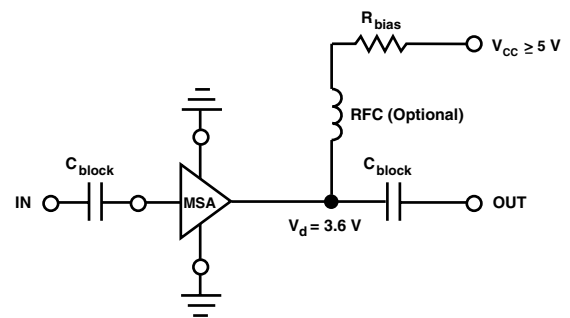 R_bias
V_CC ≥ 5 V
RFC (Optional)
C_block
C_block
IN
MSA
OUT
V_d = 3.6 V